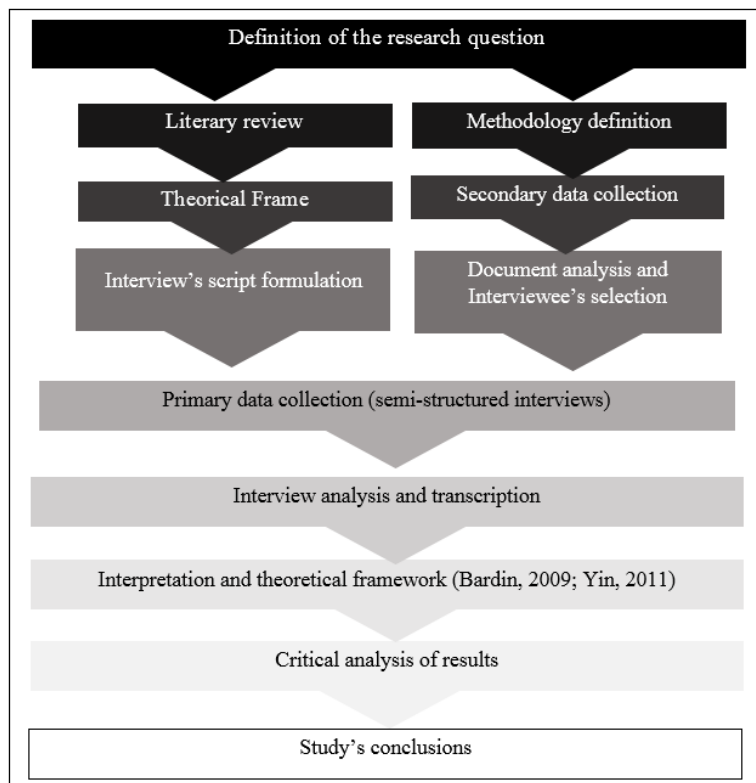 Definition of the research question
Literary review
Methodology definition
Theorical Frame
Secondary data collection
Interview's script formulation
Document analysis and
Interviewee's selection
Primary data collection (semi-structured interviews)
Interview analysis and transcription
Interpretation and theoretical framework (Bardin, 2009; Yin, 2011)
Critical analysis of results
Study's conclusions